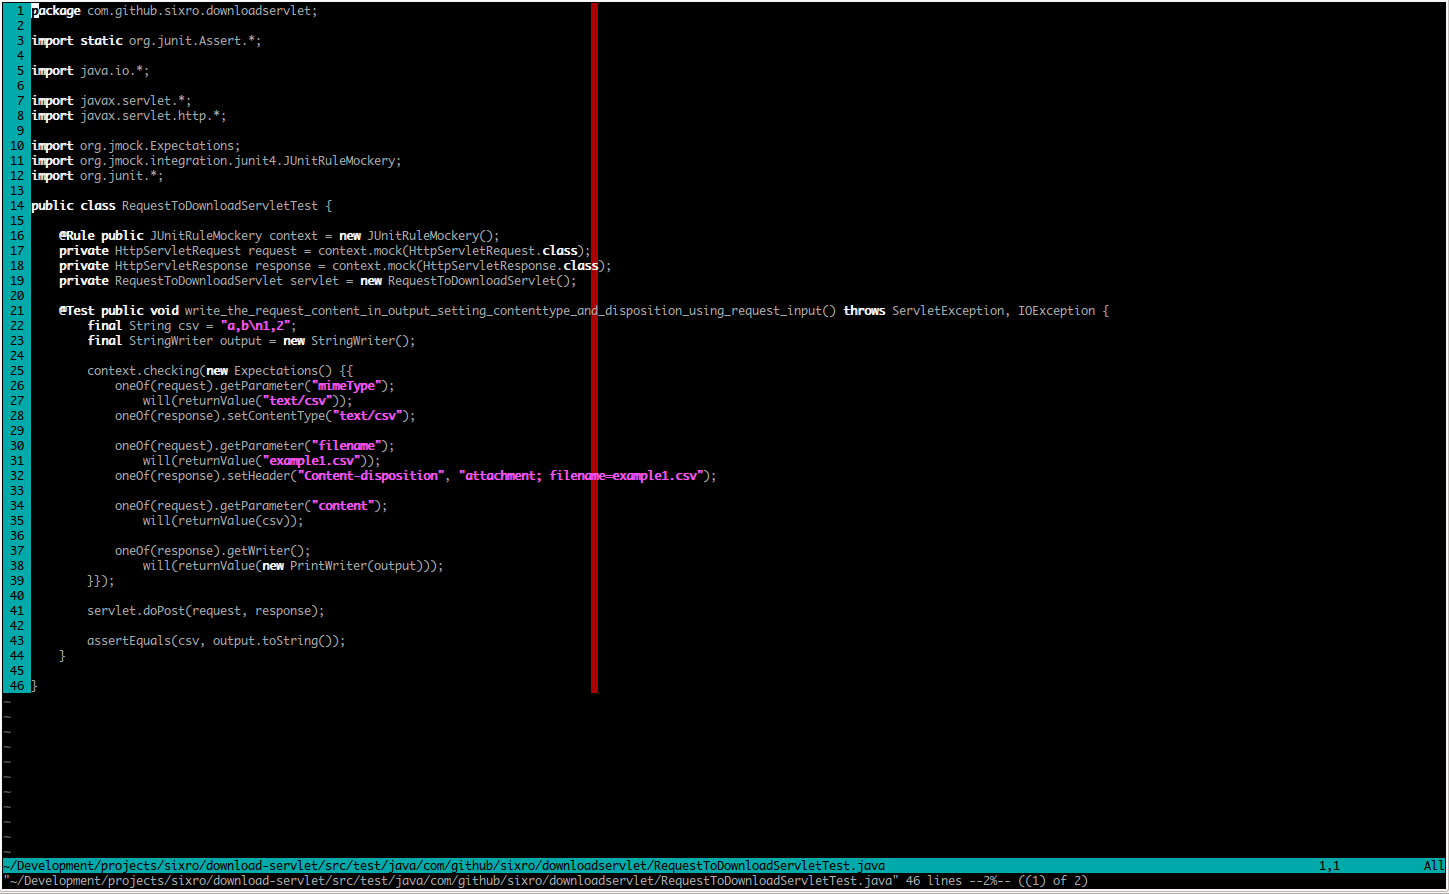 1 package com.github.sixro.downloadservlet;
2
3 import static org.junit.Assert.*;
4
5 import java.io.*;
6
7 import javax.servlet.*;
8 import javax.servlet.http.*;
9
10 import org.jmock.Expectations;
11 import org.jmock.integration.junit4.JUnitRuleMockery;
12 import org.junit.*;
13
14 public class RequestToDownloadServletTest {
15
16     @Rule public JUnitRuleMockery context = new JUnitRuleMockery();
17     private HttpServletRequest request = context.mock(HttpServletRequest.class);
18     private HttpServletResponse response = context.mock(HttpServletResponse.class);
19     private RequestToDownloadServlet servlet = new RequestToDownloadServlet();
20
21     @Test public void write_the_request_content_in_output_setting_contenttype_and_disposition_using_request_input() throws ServletException, IOException {
22         final String csv = "a,b\n1,2";
23         final StringWriter output = new StringWriter();
24
25         context.checking(new Expectations() {{
26             oneOf(request).getParameter("mimeType");
27                 will(returnValue("text/csv"));
28             oneOf(response).setContentType("text/csv");
29
30             oneOf(request).getParameter("filename");
31                 will(returnValue("example1.csv"));
32             oneOf(response).setHeader("Content-disposition", "attachment; filename=example1.csv");
33
34             oneOf(request).getParameter("content");
35                 will(returnValue(csv));
36
37             oneOf(response).getWriter();
38                 will(returnValue(new PrintWriter(output)));
39         }});
40
41         servlet.doPost(request, response);
42
43         assertEquals(csv, output.toString());
44     }
45
46 }
~
~
~
~
~
~
~
~
~
~
~
~/Development/projects/sixro/download-servlet/src/test/java/com/github/sixro/downloadservlet/RequestToDownloadServletTest.java 1,1 All
"~/Development/projects/sixro/download-servlet/src/test/java/com/github/sixro/downloadservlet/RequestToDownloadServletTest.java" 46 lines --2%-- ((1) of 2)